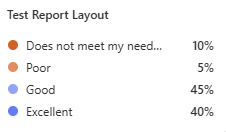 Test Report Layout
Does not meet my need... 10%
Poor 5%
Good 45%
Excellent 40%